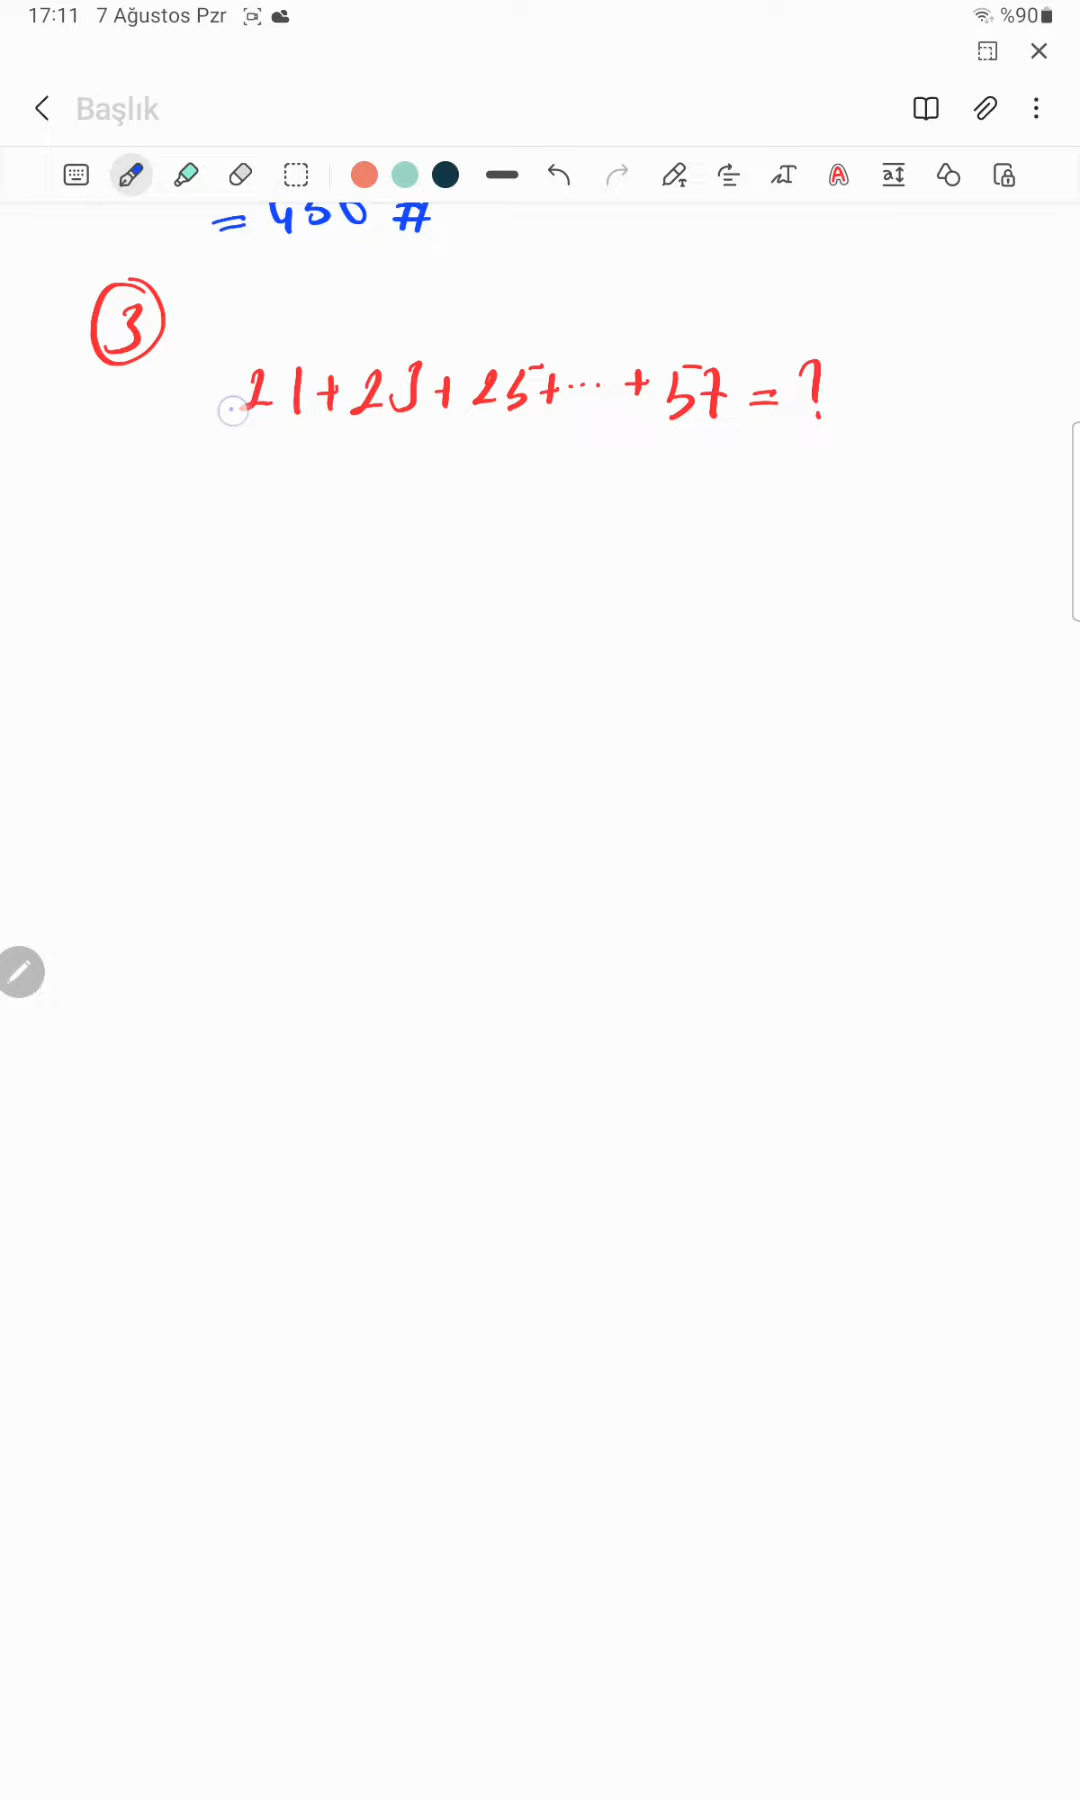 17:11 7 Ağustos Pzr %90
Başlık
= 450 #
3
21+23+25+...+57=?